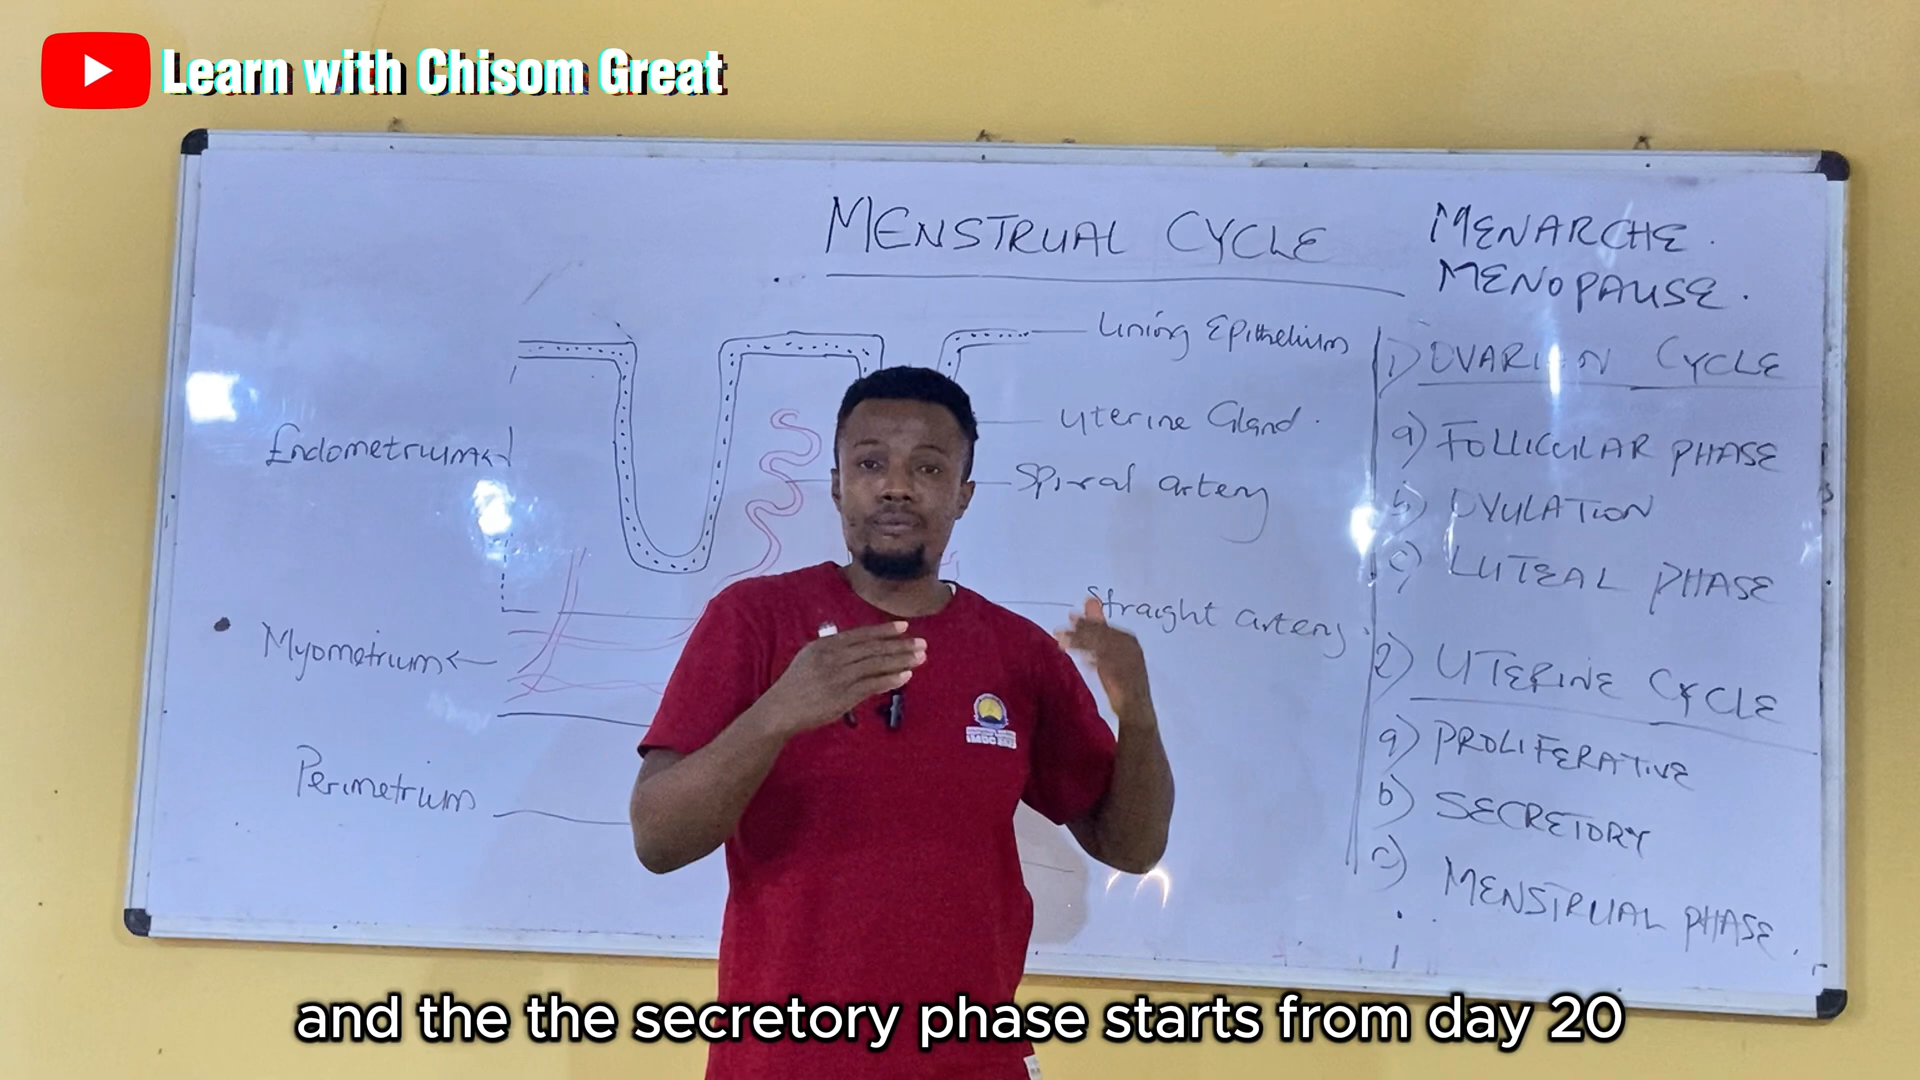 Learn with Chisom Great
MENSTRUAL CYCLE
MENARCHE.
MENOPAUSE.
Lining Epithelium
Uterine Gland.
Spiral artery
Straight artery.
Endometrium
Myometrium
Perimetrium
1) OVARIAN CYCLE
a) FOLLICULAR PHASE
b) OVULATION
c) LUTEAL PHASE
2) UTERINE CYCLE
a) PROLIFERATIVE
b) SECRETORY
c) MENSTRUAL PHASE.
and the the secretory phase starts from day 20